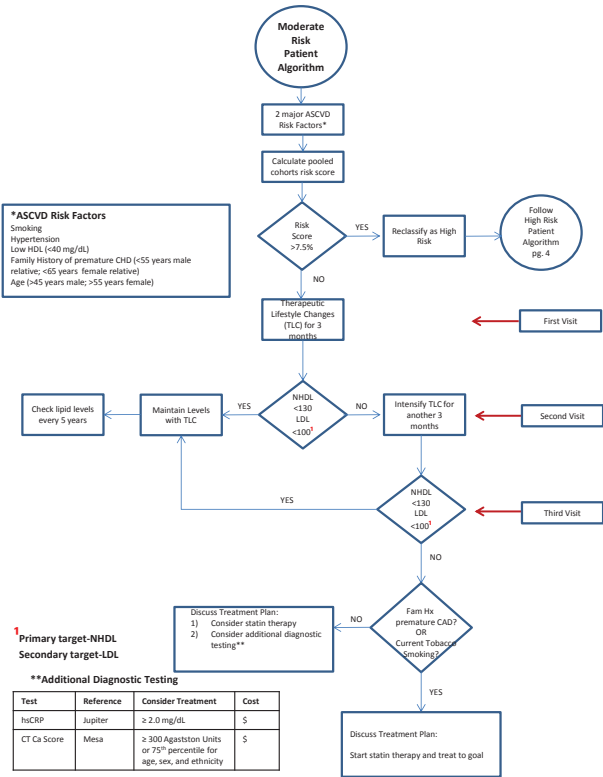 Moderate
Risk
Patient
Algorithm
2 major ASCVD
Risk Factors*
Calculate pooled
cohorts risk score
*ASCVD Risk Factors
Smoking
Hypertension
Low HDL (<40 mg/dL)
Family History of premature CHD (<55 years male
relative; <65 years female relative)
Age (>45 years male; >55 years female)
Risk
Score
>7.5%
YES
Reclassify as High
Risk
Follow
High Risk
Patient
Algorithm
pg. 4
NO
Therapeutic
Lifestyle Changes
(TLC) for 3
months
First Visit
Check lipid levels
every 5 years
Maintain Levels
with TLC
YES
NHDL
<130
LDL
<100¹
NO
Intensify TLC for
another 3
months
Second Visit
YES
NHDL
<130
LDL
<100¹
Third Visit
NO
Discuss Treatment Plan:
1) Consider statin therapy
2) Consider additional diagnostic
testing**
NO
Fam Hx
premature CAD?
OR
Current Tobacco
Smoking?
YES
Discuss Treatment Plan:
Start statin therapy and treat to goal
¹Primary target-NHDL
Secondary target-LDL
**Additional Diagnostic Testing
Test Reference Consider Treatment Cost
hsCRP Jupiter ≥ 2.0 mg/dL $
CT Ca Score Mesa ≥ 300 Agastston Units $
or 75th percentile for
age, sex, and ethnicity